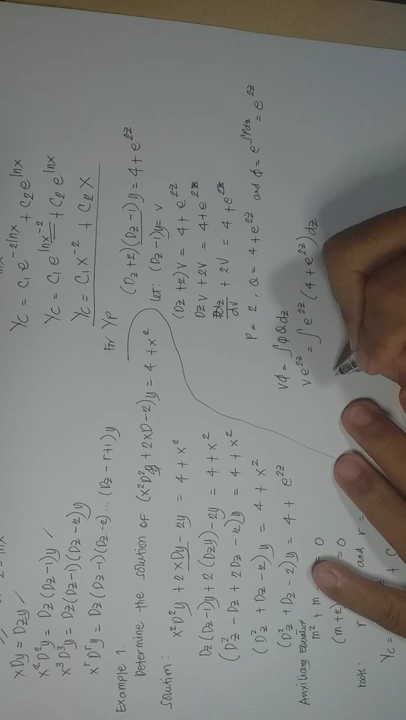 xDy = Dzy
x²D²y = Dz(Dz-1)y
x³D³y = Dz(Dz-1)(Dz-2)y
xʳDʳy = Dz(Dz-1)(Dz-2)...(Dz-r+1)y
Example 1
Determine the solution of (x²D² + 2xD - 2)y = 4 + x²
Solution:
x²D²y + 2xDy - 2y = 4 + x²
Dz(Dz-1)y + 2(Dzy) - 2y = 4 + x²
(Dz² - Dz + 2Dz - 2)y = 4 + x²
(Dz² + Dz - 2)y = 4 + x²
(Dz² + Dz - 2)y = 4 + e^2z
Auxiliary Equation
m² + m = 0
(m+2) = 0
roots: r and r =
Yc = + c
Yc = C₁e^-2lnx + C₂e^lnx
Yc = C₁e^lnx^-2 + C₂e^lnx
Yc = C₁x^-2 + C₂x
For Yp
(Dz+2)(Dz-1)y = 4 + e^2z
Let: (Dz-1)y = v
(Dz+2)v = 4 + e^2z
Dzv + 2v = 4 + e^2z
+ 2v = 4 + e^2z
P = 2, Q = 4 + e^2z and ϕ = e^∫Pdz = e^2z
vϕ = ∫ϕQdz
ve^2z = ∫e^2z(4 + e^2z)dz